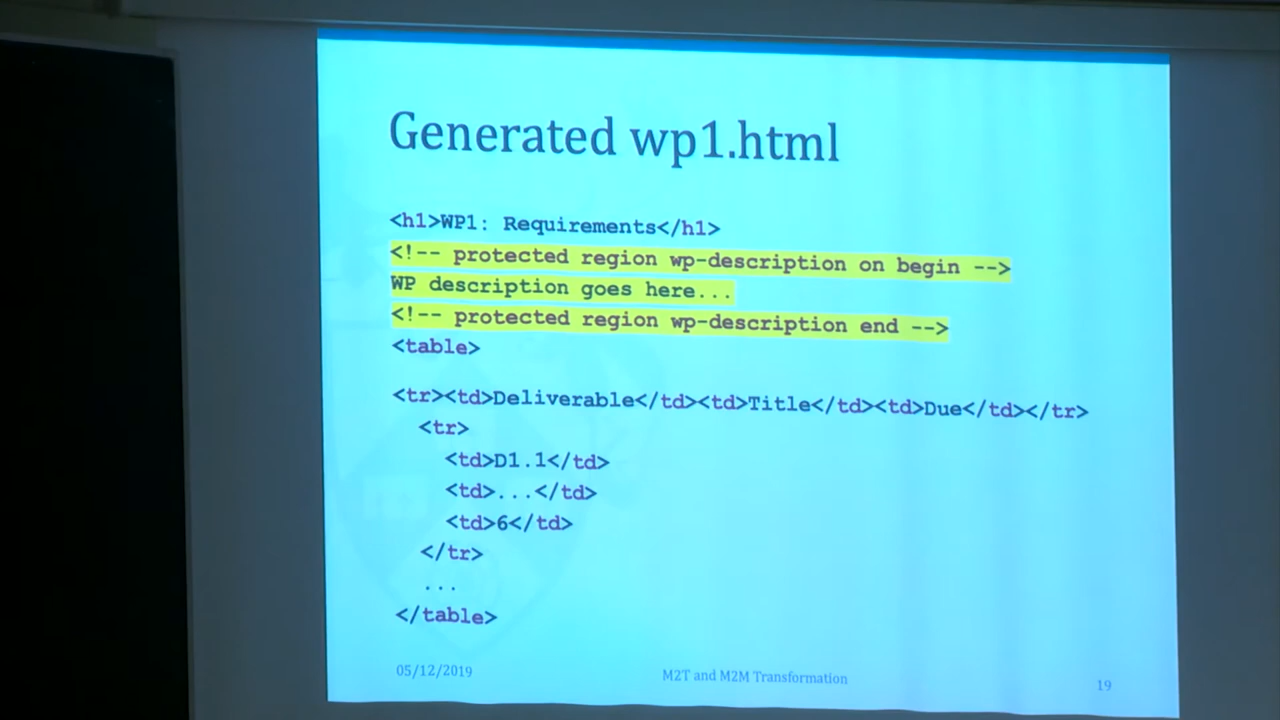 Generated wp1.html
<h1>WP1: Requirements</h1>
<!-- protected region wp-description on begin -->
WP description goes here...
<!-- protected region wp-description end -->
<table>
<tr><td>Deliverable</td><td>Title</td><td>Due</td></tr>
<tr>
<td>D1.1</td>
<td>...</td>
<td>6</td>
</tr>
...
</table>
05/12/2019
M2T and M2M Transformation
19